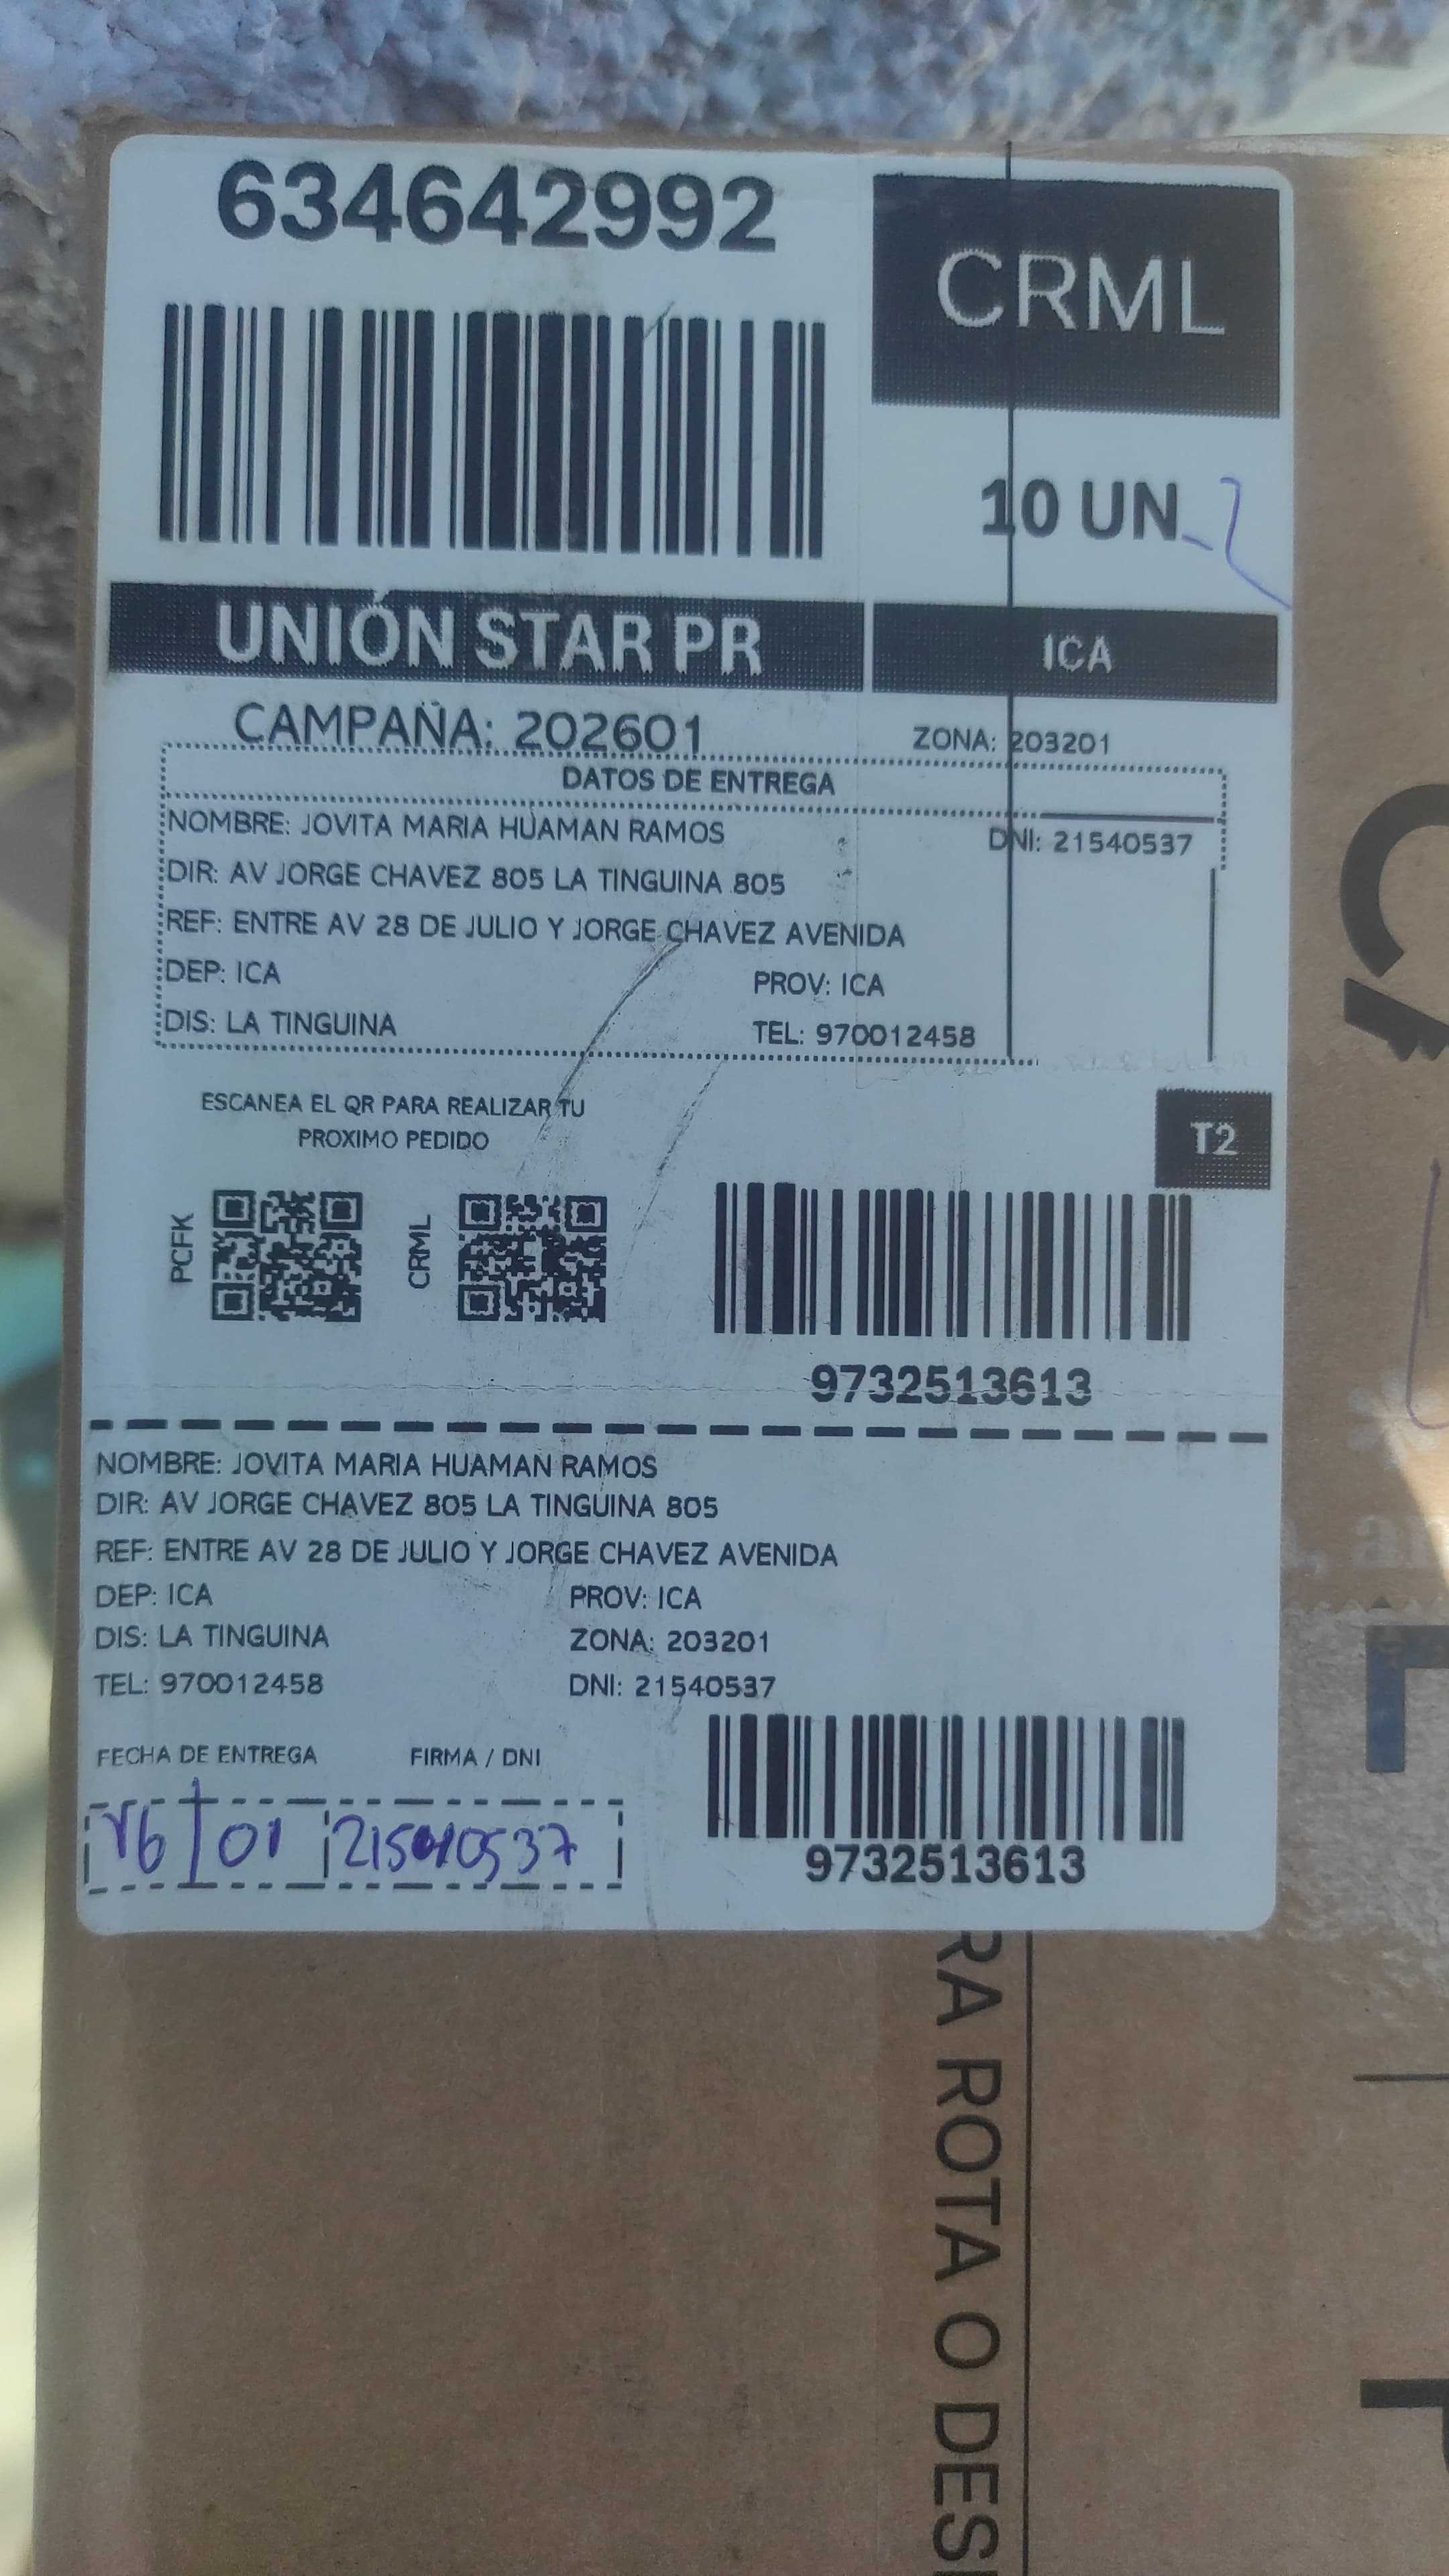 634642992
CRML
10 UN
UNIÓN STAR PR
ICA
CAMPAÑA: 202601
ZONA: 203201
DATOS DE ENTREGA
NOMBRE: JOVITA MARIA HUAMAN RAMOS
DNI: 21540537
DIR: AV JORGE CHAVEZ 805 LA TINGUINA 805
REF: ENTRE AV 28 DE JULIO Y JORGE CHAVEZ AVENIDA
DEP: ICA
PROV: ICA
DIS: LA TINGUINA
TEL: 970012458
ESCANEA EL QR PARA REALIZAR TU
PROXIMO PEDIDO
T2
PCFK
CRML
9732513613
NOMBRE: JOVITA MARIA HUAMAN RAMOS
DIR: AV JORGE CHAVEZ 805 LA TINGUINA 805
REF: ENTRE AV 28 DE JULIO Y JORGE CHAVEZ AVENIDA
DEP: ICA
PROV: ICA
DIS: LA TINGUINA
ZONA: 203201
TEL: 970012458
DNI: 21540537
FECHA DE ENTREGA
FIRMA / DNI
16/01
21540537
9732513613
RA ROTA O DES